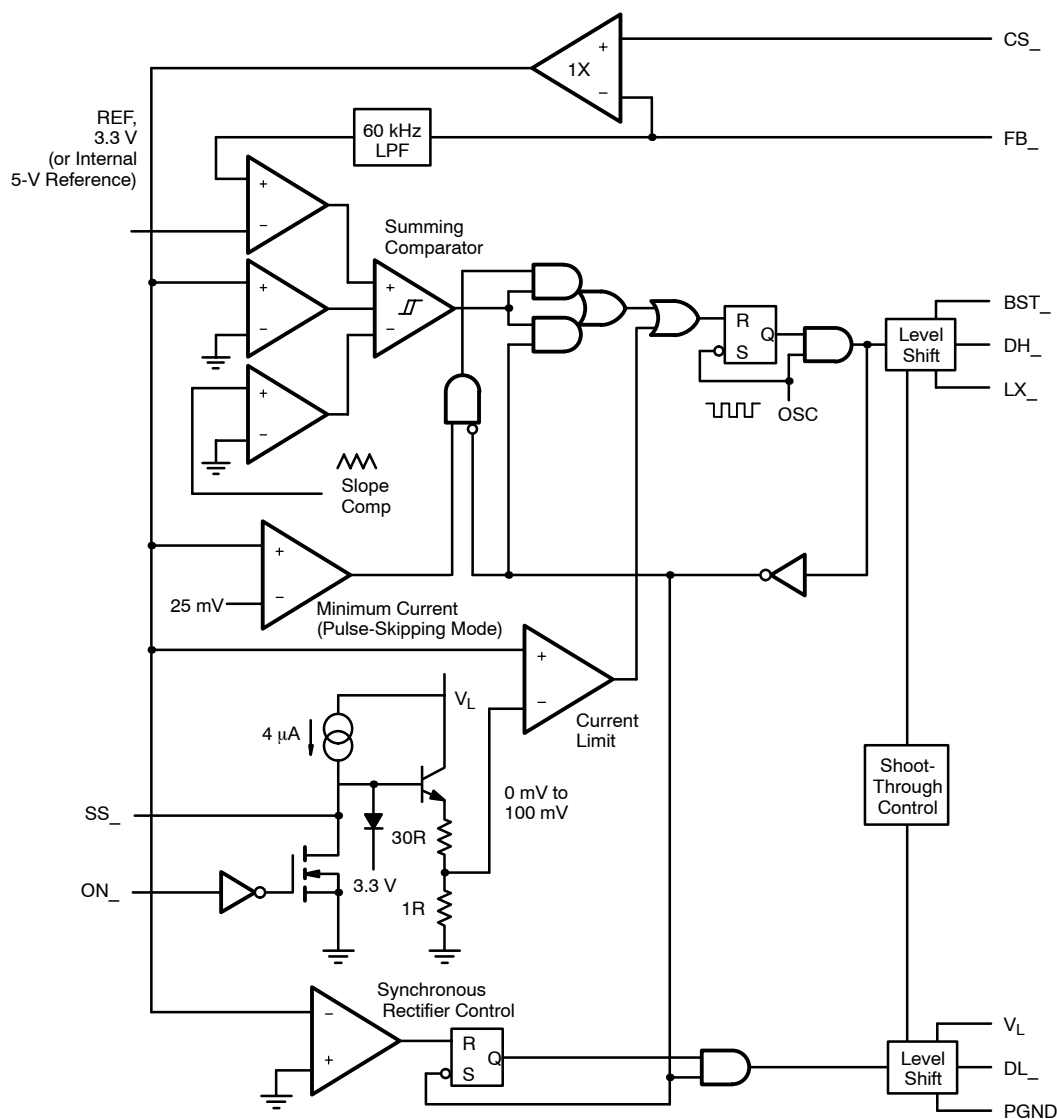 CS_
+
1X
−
REF,
3.3 V
(or Internal
5-V Reference)
60 kHz
LPF
FB_
+
−
Summing
Comparator
+
−
+
−
BST_
R
Q
S
Level
Shift
DH_
LX_
OSC
+
−
Slope
Comp
+
−
25 mV
Minimum Current
(Pulse-Skipping Mode)
+
−
Current
Limit
VL
4 μA
Shoot-
Through
Control
0 mV to
100 mV
SS_
30R
3.3 V
ON_
1R
Synchronous
Rectifier Control
−
+
R
Q
S
VL
Level
Shift
DL_
PGND